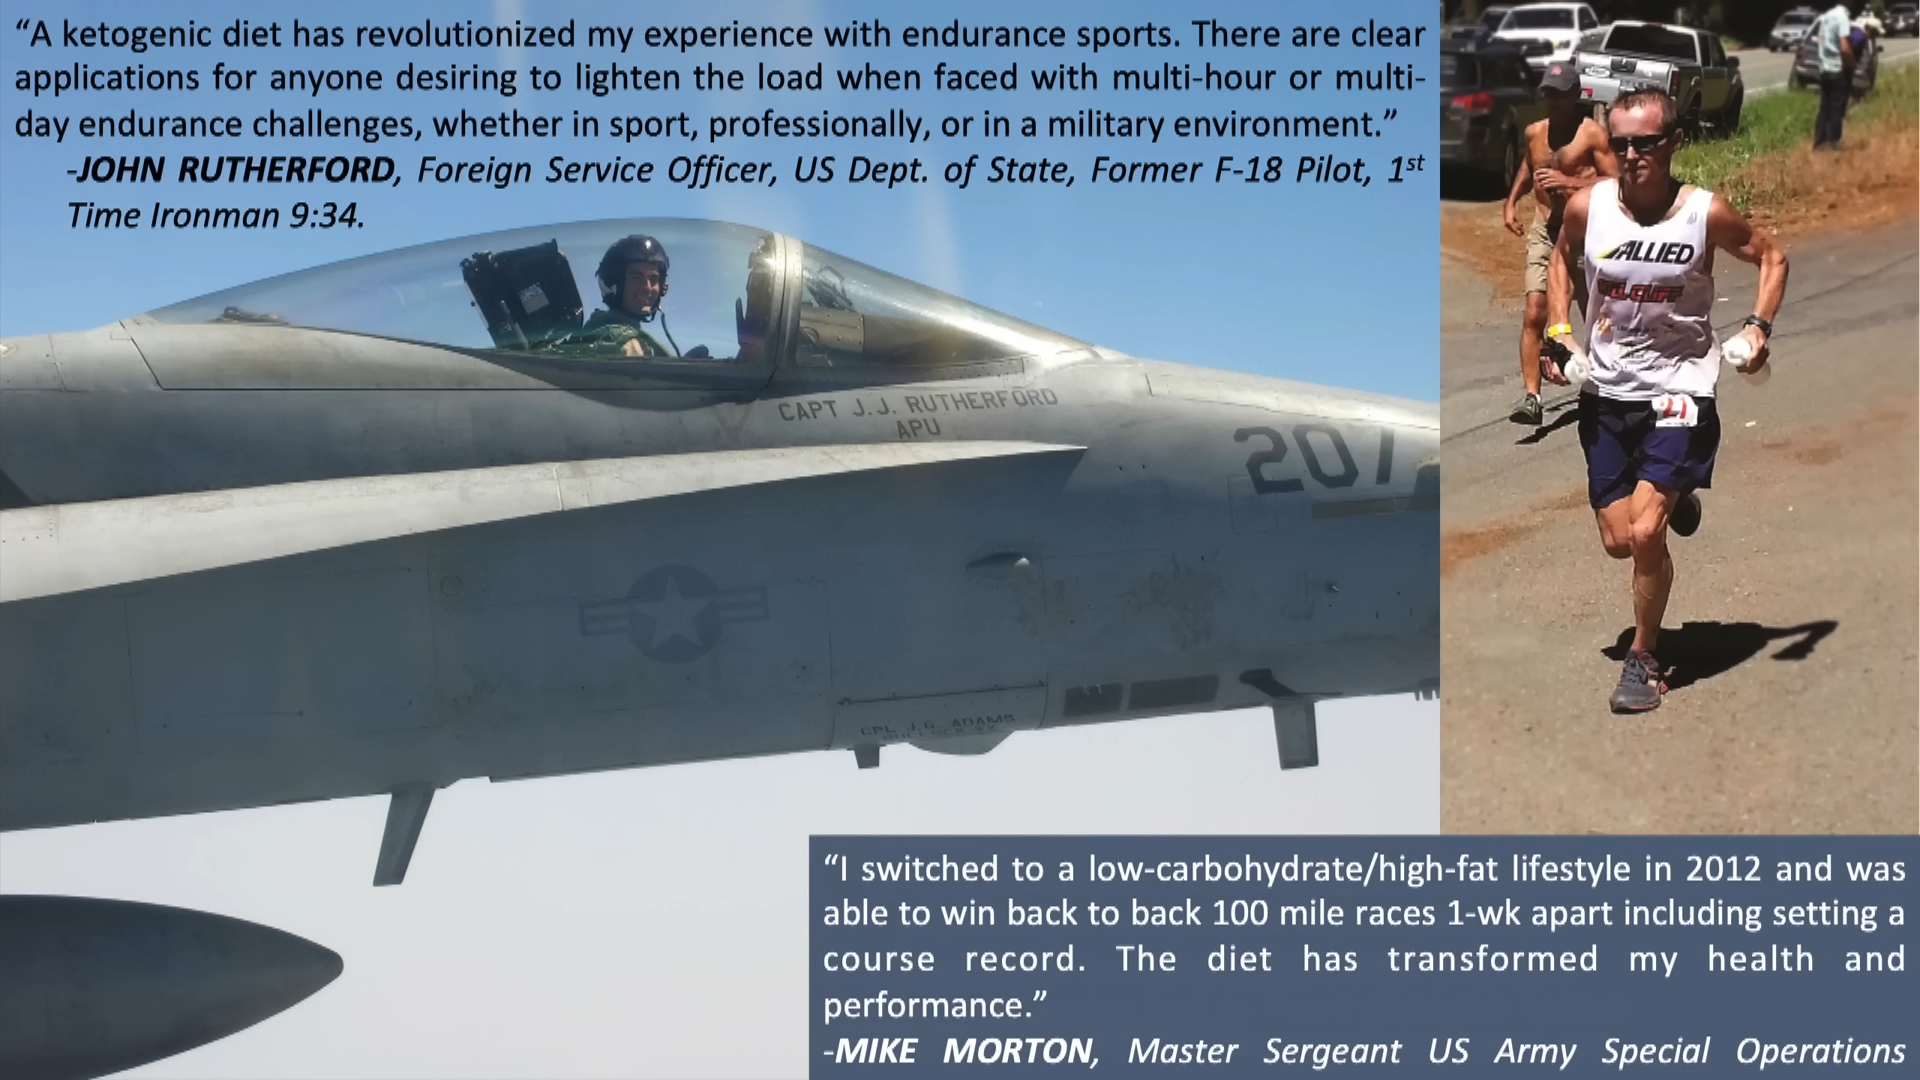 “A ketogenic diet has revolutionized my experience with endurance sports. There are clear
applications for anyone desiring to lighten the load when faced with multi-hour or multi-
day endurance challenges, whether in sport, professionally, or in a military environment.”
-JOHN RUTHERFORD, Foreign Service Officer, US Dept. of State, Former F-18 Pilot, 1st
Time Ironman 9:34.
ALLIED
CAPT J.J. RUTHERFORD
APU
207
CPL J.G. ADAMS
“I switched to a low-carbohydrate/high-fat lifestyle in 2012 and was
able to win back to back 100 mile races 1-wk apart including setting a
course record. The diet has transformed my health and
performance.”
-MIKE MORTON, Master Sergeant US Army Special Operations